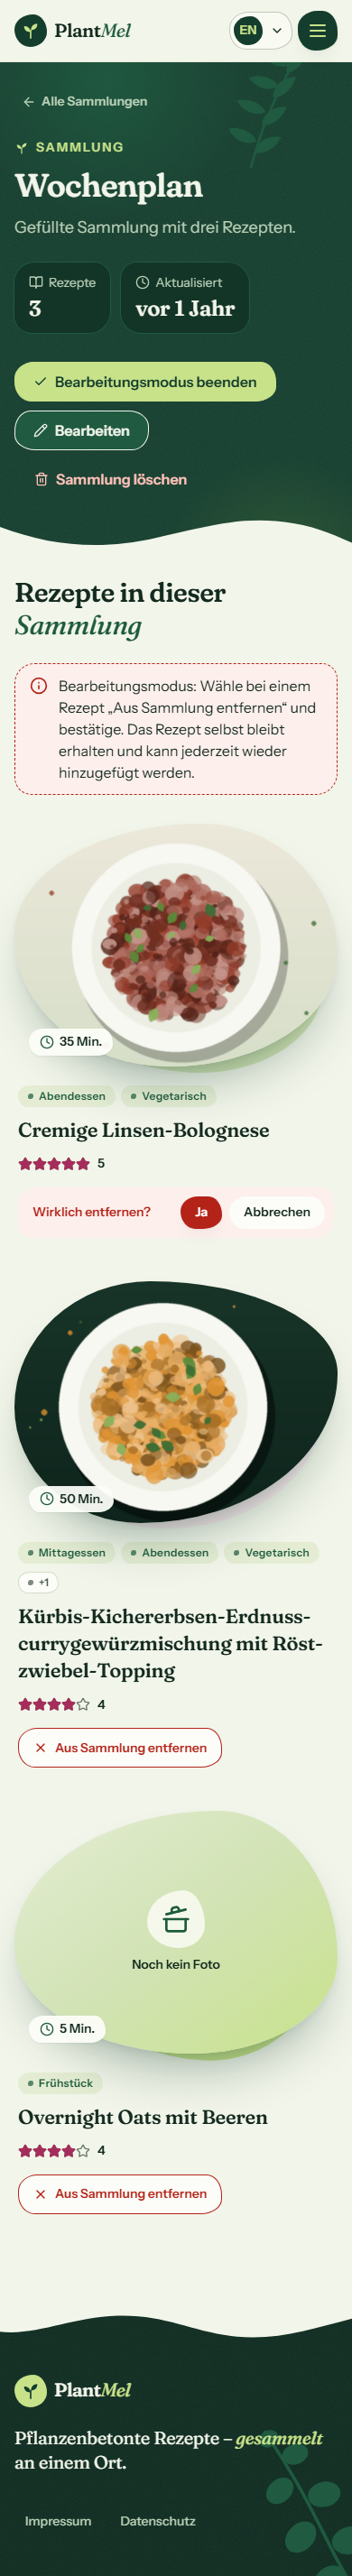 PlantMel
EN
Alle Sammlungen
SAMMLUNG
Wochenplan
Gefüllte Sammlung mit drei Rezepten.
Rezepte
3
Aktualisiert
vor 1 Jahr
Bearbeitungsmodus beenden
Bearbeiten
Sammlung löschen
Rezepte in dieser
Sammlung
Bearbeitungsmodus: Wähle bei einem
Rezept „Aus Sammlung entfernen“ und
bestätige. Das Rezept selbst bleibt
erhalten und kann jederzeit wieder
hinzugefügt werden.
35 Min.
Abendessen Vegetarisch
Cremige Linsen-Bolognese
5
Wirklich entfernen? Ja Abbrechen
50 Min.
Mittagessen Abendessen Vegetarisch
+1
Kürbis-Kichererbsen-Erdnuss-
currygewürzmischung mit Röst-
zwiebel-Topping
4
Aus Sammlung entfernen
Noch kein Foto
5 Min.
Frühstück
Overnight Oats mit Beeren
4
Aus Sammlung entfernen
PlantMel
Pflanzenbetonte Rezepte – gesammelt
an einem Ort.
Impressum Datenschutz